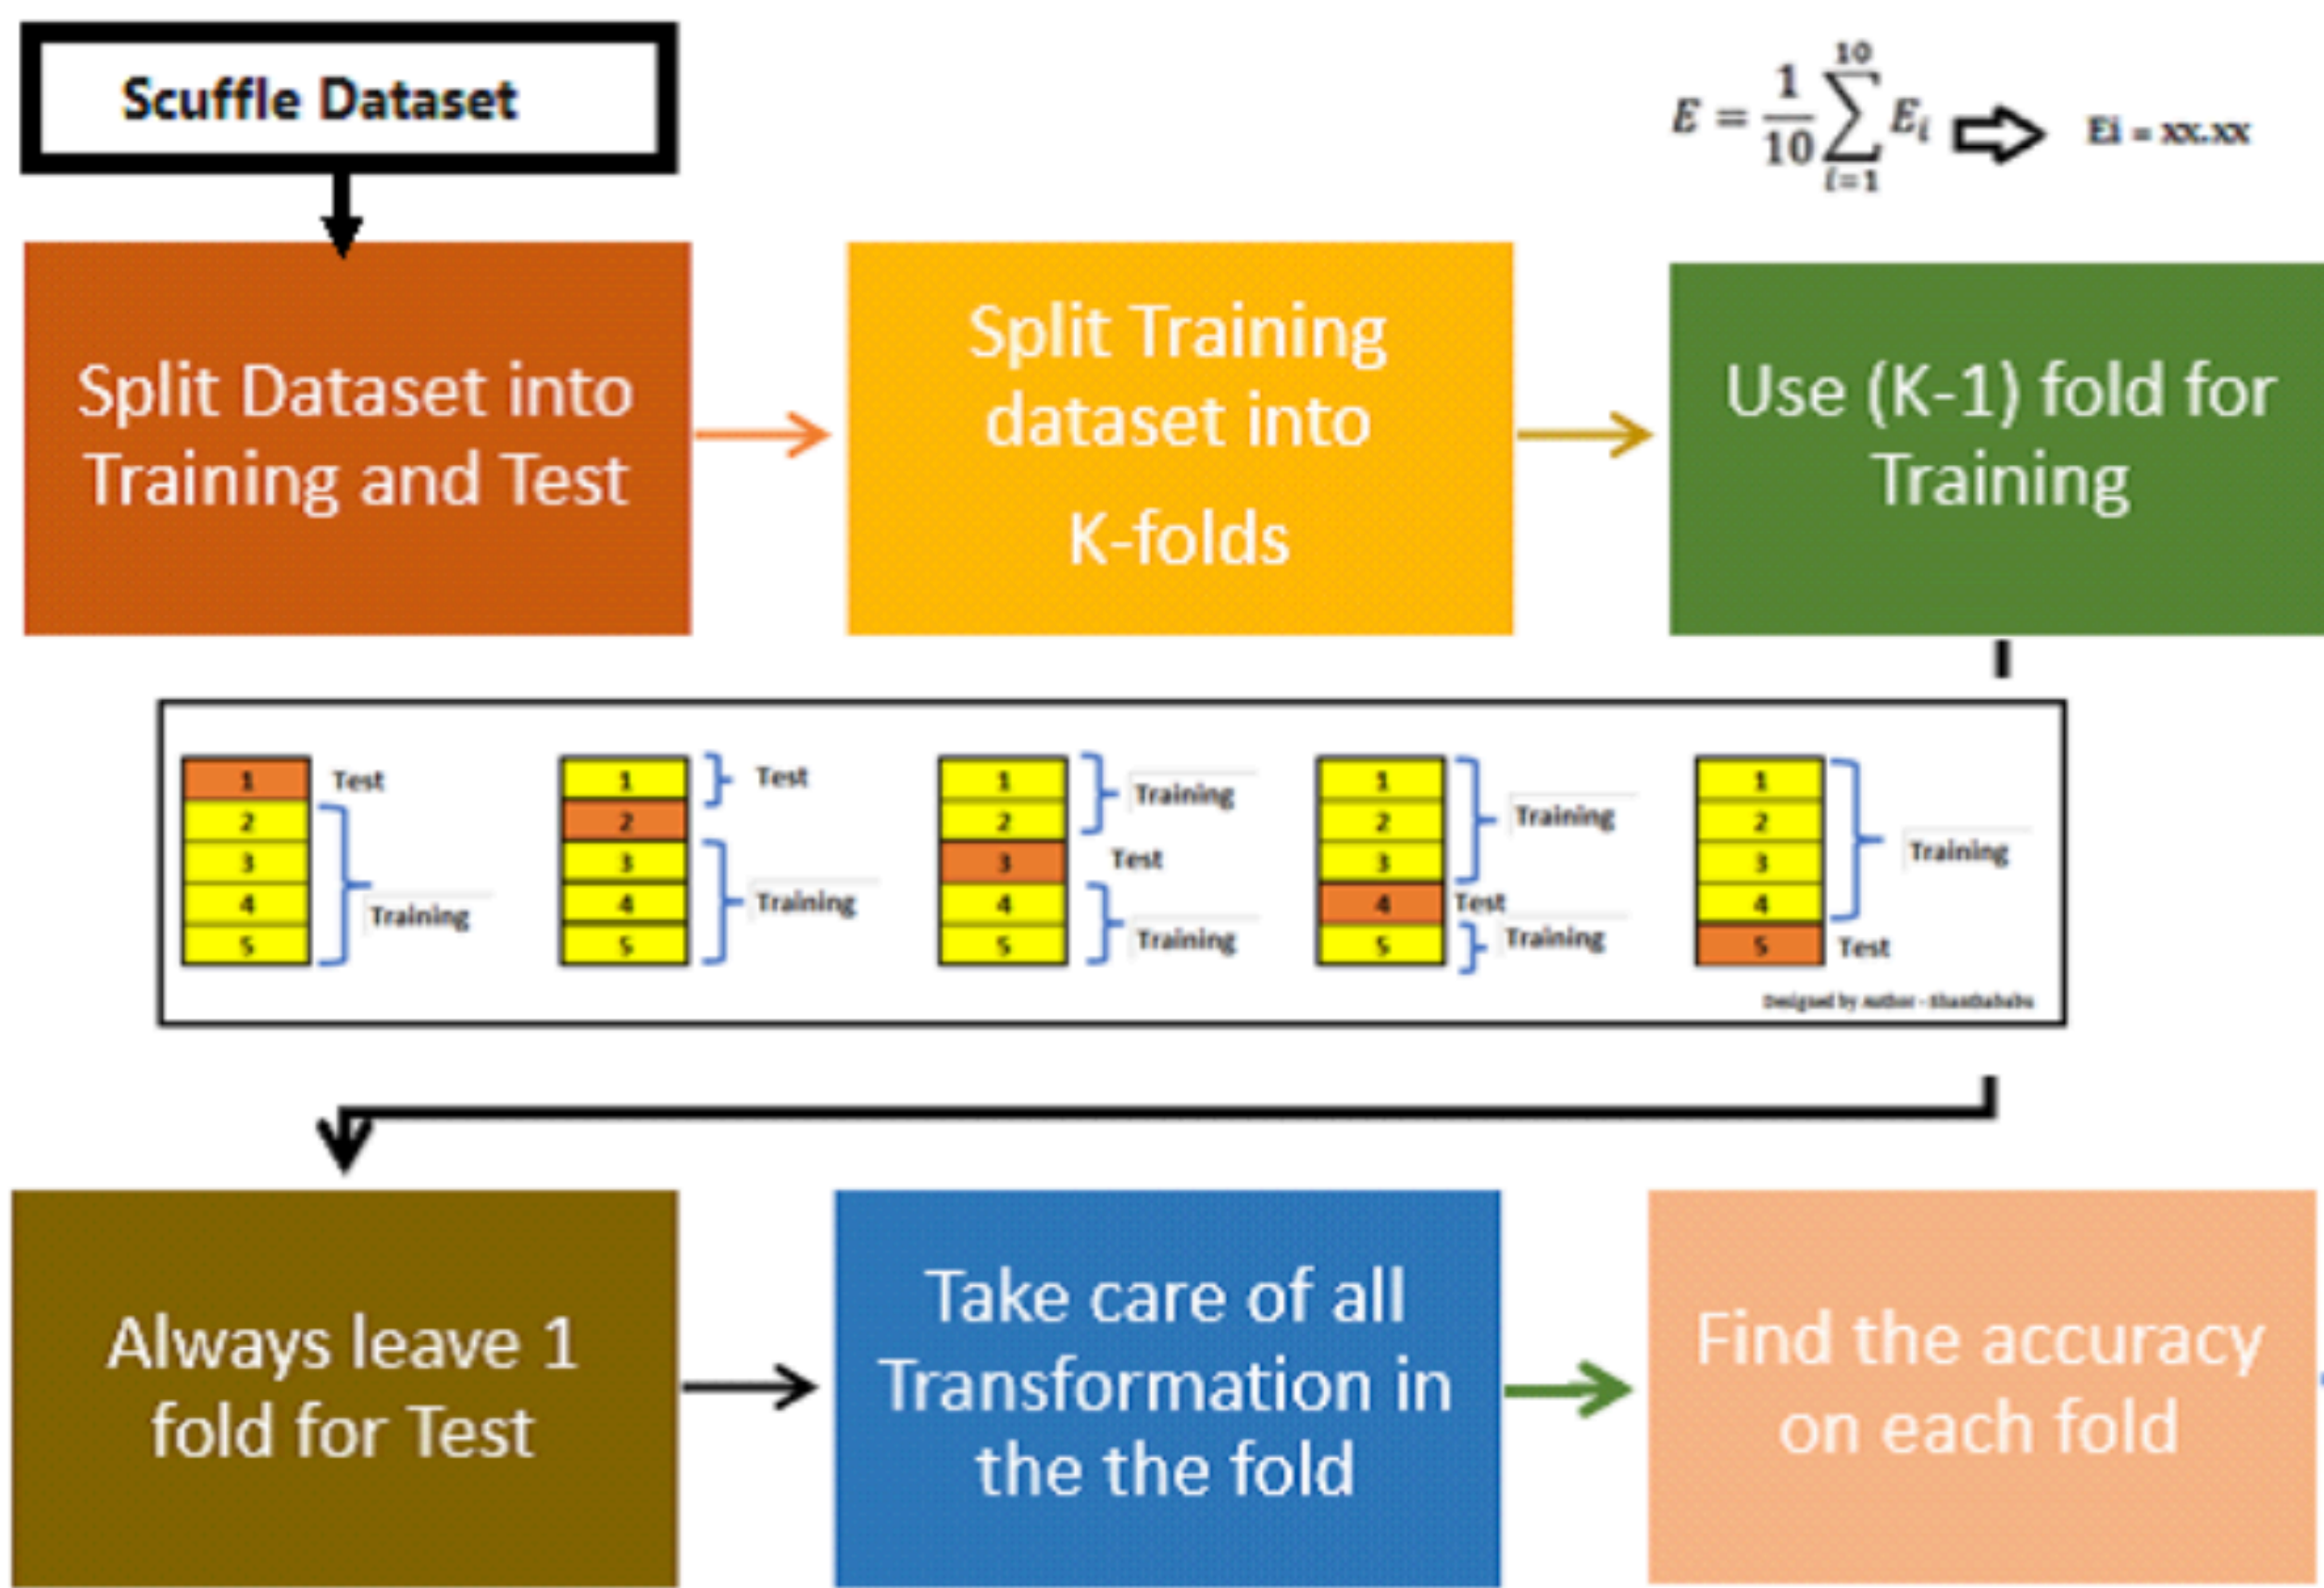 Scuffle Dataset
E = 1/10 ∑ 10 i=1 Ei ⇨ Ei = xx.xx
Split Dataset into
Training and Test
Split Training
dataset into
K-folds
Use (K-1) fold for
Training
1 Test
2
3
4
5
Training
1 Test
2
3
4
5
Training
1
2
Training
3 Test
4
5
Training
1
2
3
Training
4 Test
5 Training
1
2
3
4
Training
5 Test
Designed by Author -
Always leave 1
fold for Test
Take care of all
Transformation in
the the fold
Find the accuracy
on each fold